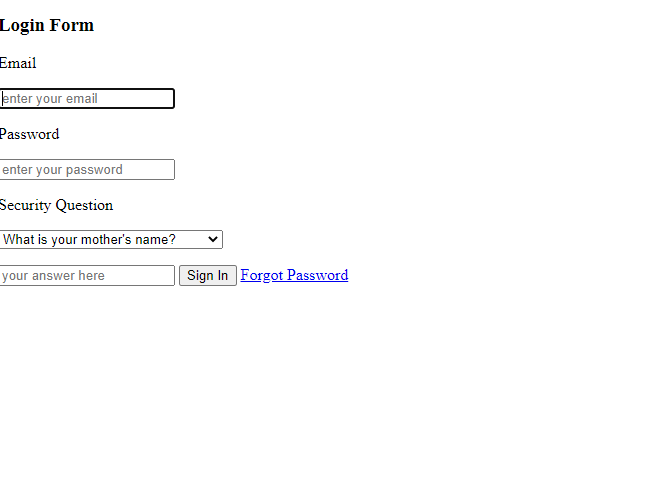 Login Form
Email
enter your email
Password
enter your password
Security Question
What is your mother's name?
your answer here Sign In Forgot Password